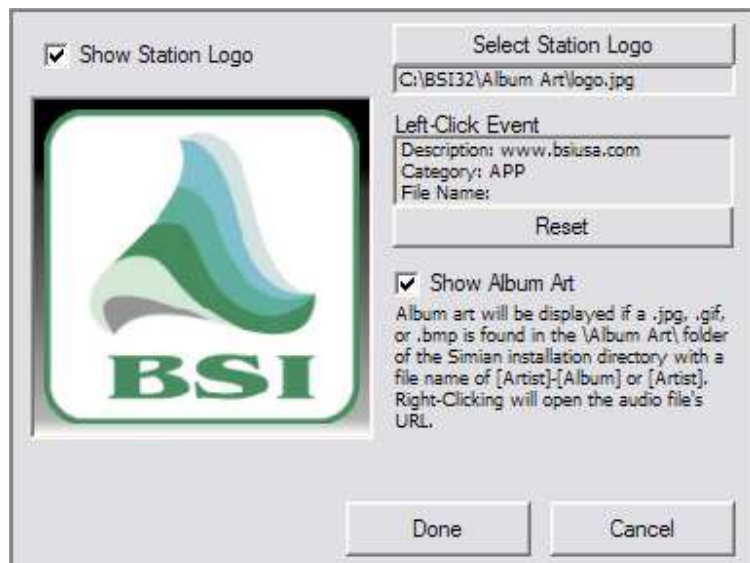 Show Station Logo
Select Station Logo
C:\BSI32\Album Art\logo.jpg
BSI
Left-Click Event
Description: www.bsiusa.com
Category: APP
File Name:
Reset
Show Album Art
Album art will be displayed if a .jpg, .gif,
or .bmp is found in the \Album Art\ folder
of the Simian installation directory with a
file name of [Artist]-[Album] or [Artist].
Right-Clicking will open the audio file's
URL.
Done
Cancel